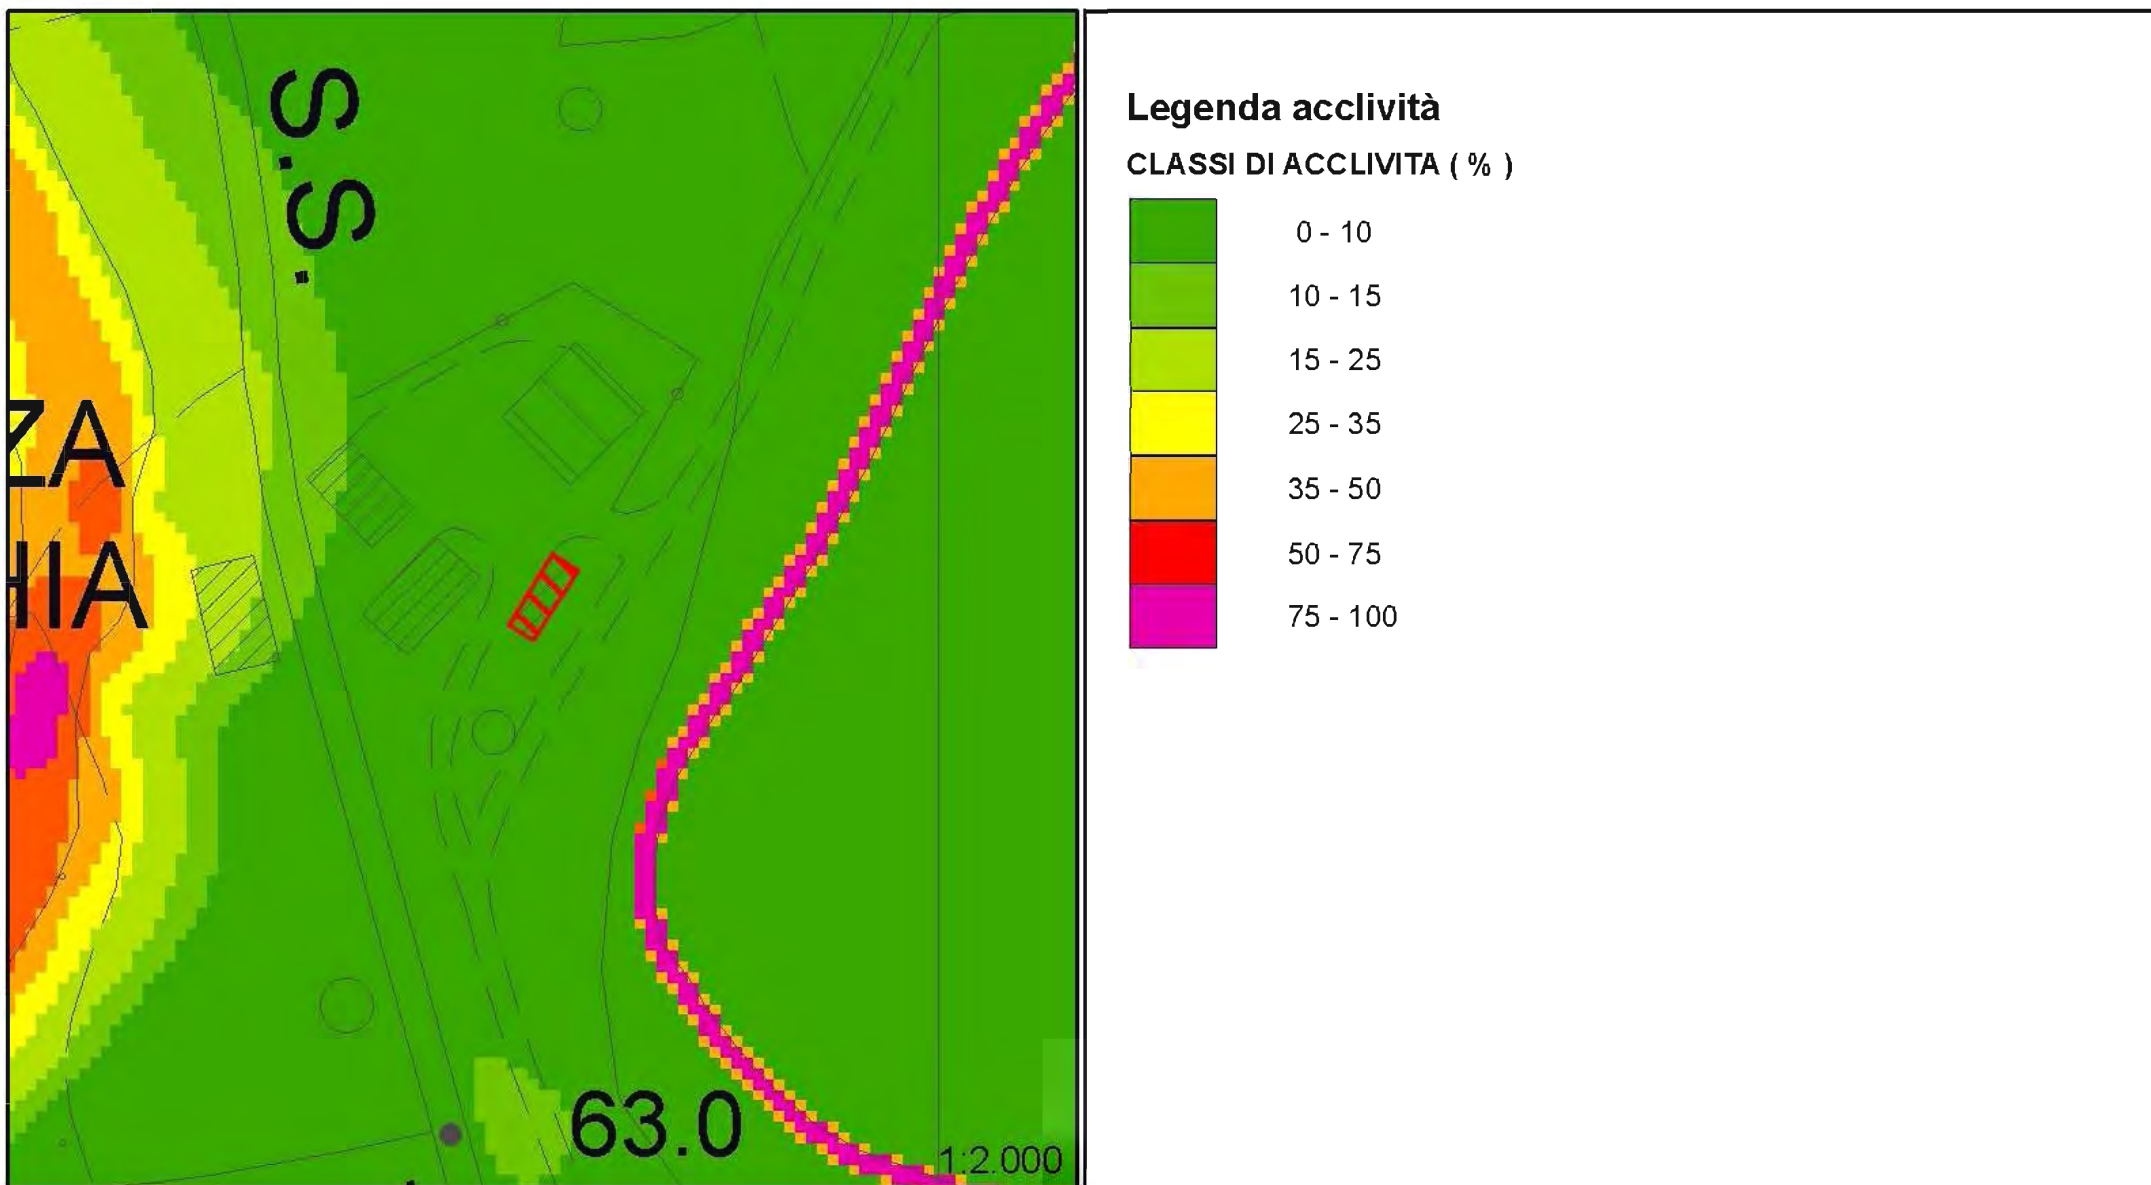 S.S.
ZA
HIA
63.0
1:2.000
Legenda acclività
CLASSI DI ACCLIVITA ( % )
0 - 10
10 - 15
15 - 25
25 - 35
35 - 50
50 - 75
75 - 100